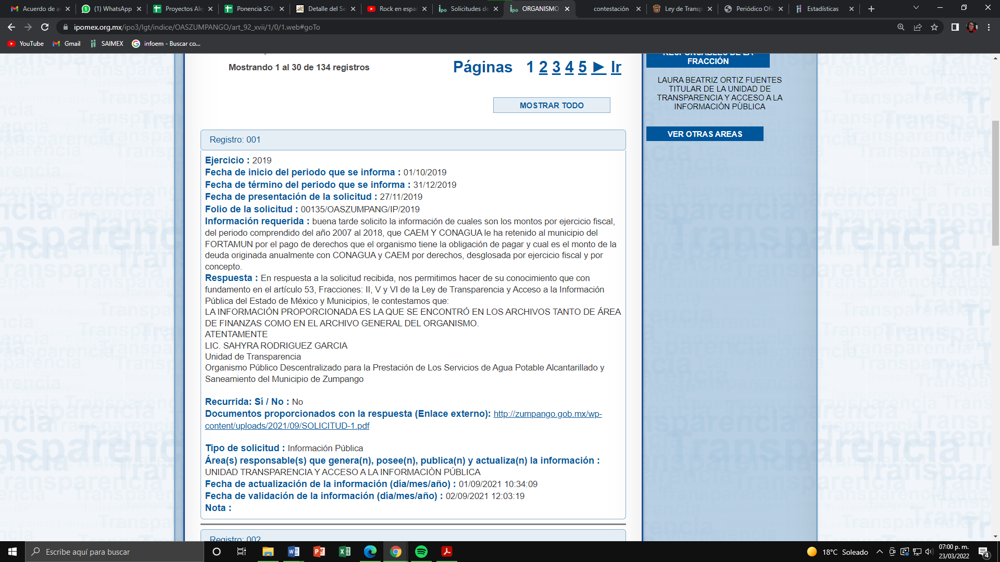 Acuerdo de a
(1) WhatsApp
Proyectos Ale
Ponencia SCM
Detalle del Se
Rock en espa
Solicitudes de
ORGANISMO
contestación
Ley de Transp
Periódico Ofic
Estadísticas
ipomex.org.mx/ipo3/lgt/indice/OASZUMPANGO/art_92_xvii/1/0/1.web#goTo
YouTube
Gmail
SAIMEX
infoem - Buscar co...
Mostrando 1 al 30 de 134 registros
Páginas 1 2 3 4 5 ► Ir
MOSTRAR TODO
RESPONSABLES DE LA
FRACCIÓN
LAURA BEATRIZ ORTIZ FUENTES
TITULAR DE LA UNIDAD DE
TRANSPARENCIA Y ACCESO A LA
INFORMACIÒN PÙBLICA
VER OTRAS AREAS
Registro: 001
Ejercicio : 2019
Fecha de inicio del periodo que se informa : 01/10/2019
Fecha de término del periodo que se informa : 31/12/2019
Fecha de presentación de la solicitud : 27/11/2019
Folio de la solicitud : 00135/OASZUMPANG/IP/2019
Información requerida : buena tarde solicito la información de cuales son los montos por ejercicio fiscal,
del periodo comprendido del año 2007 al 2018, que CAEM Y CONAGUA le ha retenido al municipio del
FORTAMUN por el pago de derechos que el organismo tiene la obligación de pagar y cual es el monto de la
deuda originada anualmente con CONAGUA y CAEM por derechos, desglosada por ejercicio fiscal y por
concepto.
Respuesta : En respuesta a la solicitud recibida, nos permitimos hacer de su conocimiento que con
fundamento en el artículo 53, Fracciones: II, V y VI de la Ley de Transparencia y Acceso a la Información
Pública del Estado de México y Municipios, le contestamos que:
LA INFORMACIÓN PROPORCIONADA ES LA QUE SE ENCONTRÓ EN LOS ARCHIVOS TANTO DE ÁREA
DE FINANZAS COMO EN EL ARCHIVO GENERAL DEL ORGANISMO.
ATENTAMENTE
LIC. SAHYRA RODRIGUEZ GARCIA
Unidad de Transparencia
Organismo Público Descentralizado para la Prestación de Los Servicios de Agua Potable Alcantarillado y
Saneamiento del Municipio de Zumpango
Recurrida: Sí / No : No
Documentos proporcionados con la respuesta (Enlace externo): http://zumpango.gob.mx/wp-
content/uploads/2021/09/SOLICITUD-1.pdf
Tipo de solicitud : Información Pública
Área(s) responsable(s) que genera(n), posee(n), publica(n) y actualiza(n) la información :
UNIDAD TRANSPARENCIA Y ACCESO A LA INFORMACIÒN PÚBLICA
Fecha de actualización de la información (día/mes/año) : 01/09/2021 10:34:09
Fecha de validación de la información (día/mes/año) : 02/09/2021 12:03:19
Nota :
Registro: 002
Escribe aquí para buscar
18°C Soleado
07:00 p. m.
23/03/2022
4